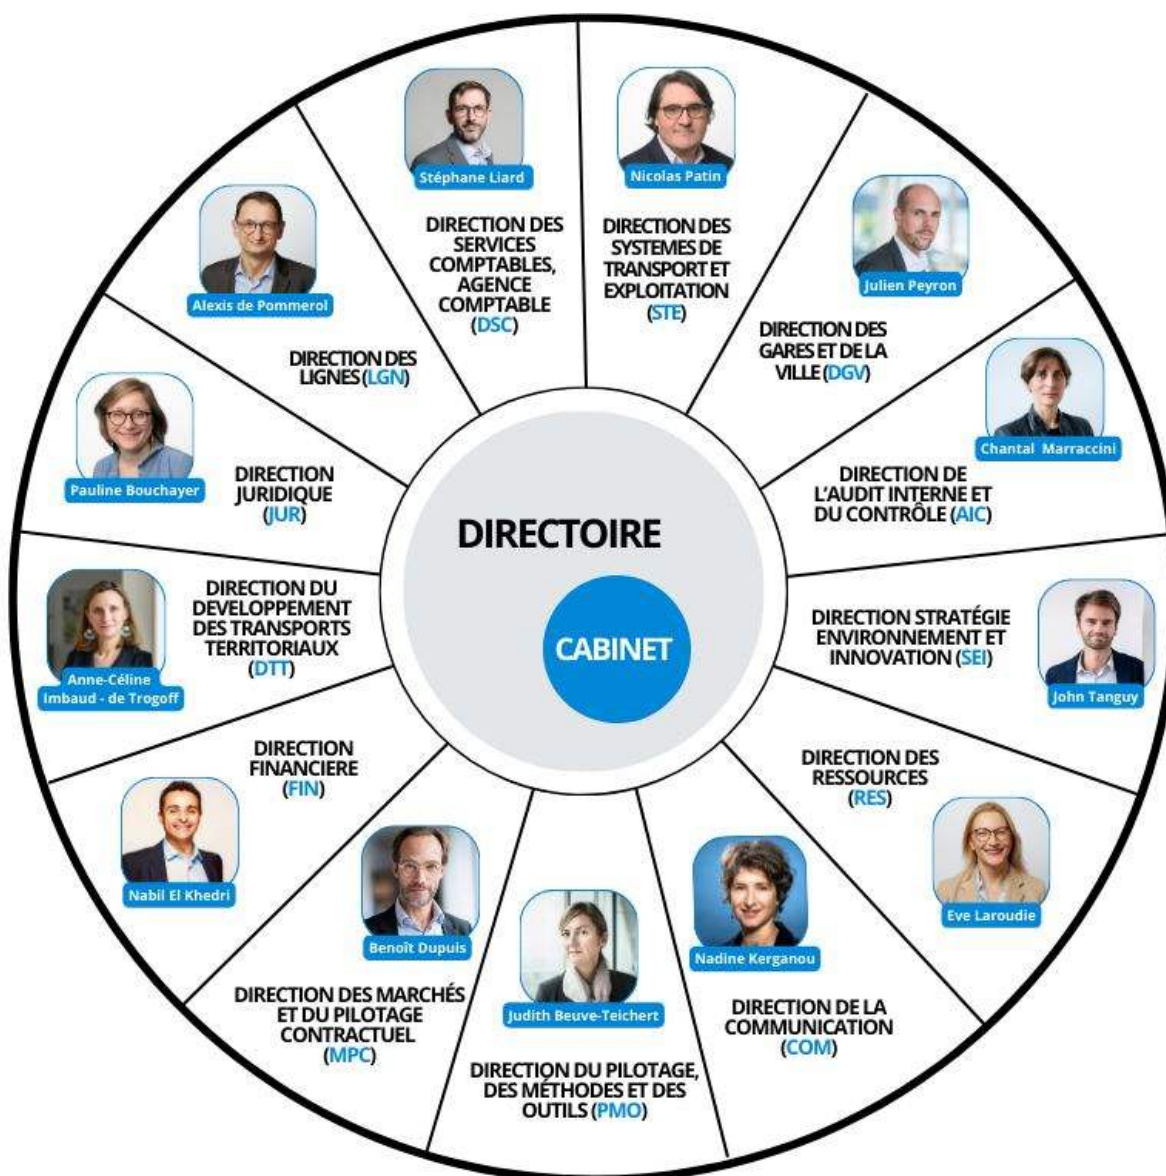 Stéphane Liard
DIRECTION DES
SERVICES
COMPTABLES,
AGENCE
COMPTABLE
(DSC)
Nicolas Patin
DIRECTION DES
SYSTEMES DE
TRANSPORT ET
EXPLOITATION
(STE)
Julien Peyron
DIRECTION DES
GARES ET DE LA
VILLE (DGV)
Chantal Marraccini
DIRECTION DE
L'AUDIT INTERNE ET
DU CONTRÔLE (AIC)
John Tanguy
DIRECTION STRATÉGIE
ENVIRONNEMENT ET
INNOVATION (SEI)
Eve Laroudie
DIRECTION DES
RESSOURCES
(RES)
Nadine Kerganou
DIRECTION DE LA
COMMUNICATION
(COM)
Judith Beuve-Teichert
DIRECTION DU PILOTAGE,
DES MÉTHODES ET DES
OUTILS (PMO)
Benoît Dupuis
DIRECTION DES MARCHÉS
ET DU PILOTAGE
CONTRACTUEL
(MPC)
Nabil El Khedri
DIRECTION
FINANCIERE
(FIN)
Anne-Céline
Imbaud - de Trogoff
DIRECTION DU
DEVELOPPEMENT
DES TRANSPORTS
TERRITORIAUX
(DTT)
Pauline Bouchayer
DIRECTION
JURIDIQUE
(JUR)
Alexis de Pommerol
DIRECTION DES
LIGNES (LGN)
DIRECTOIRE
CABINET